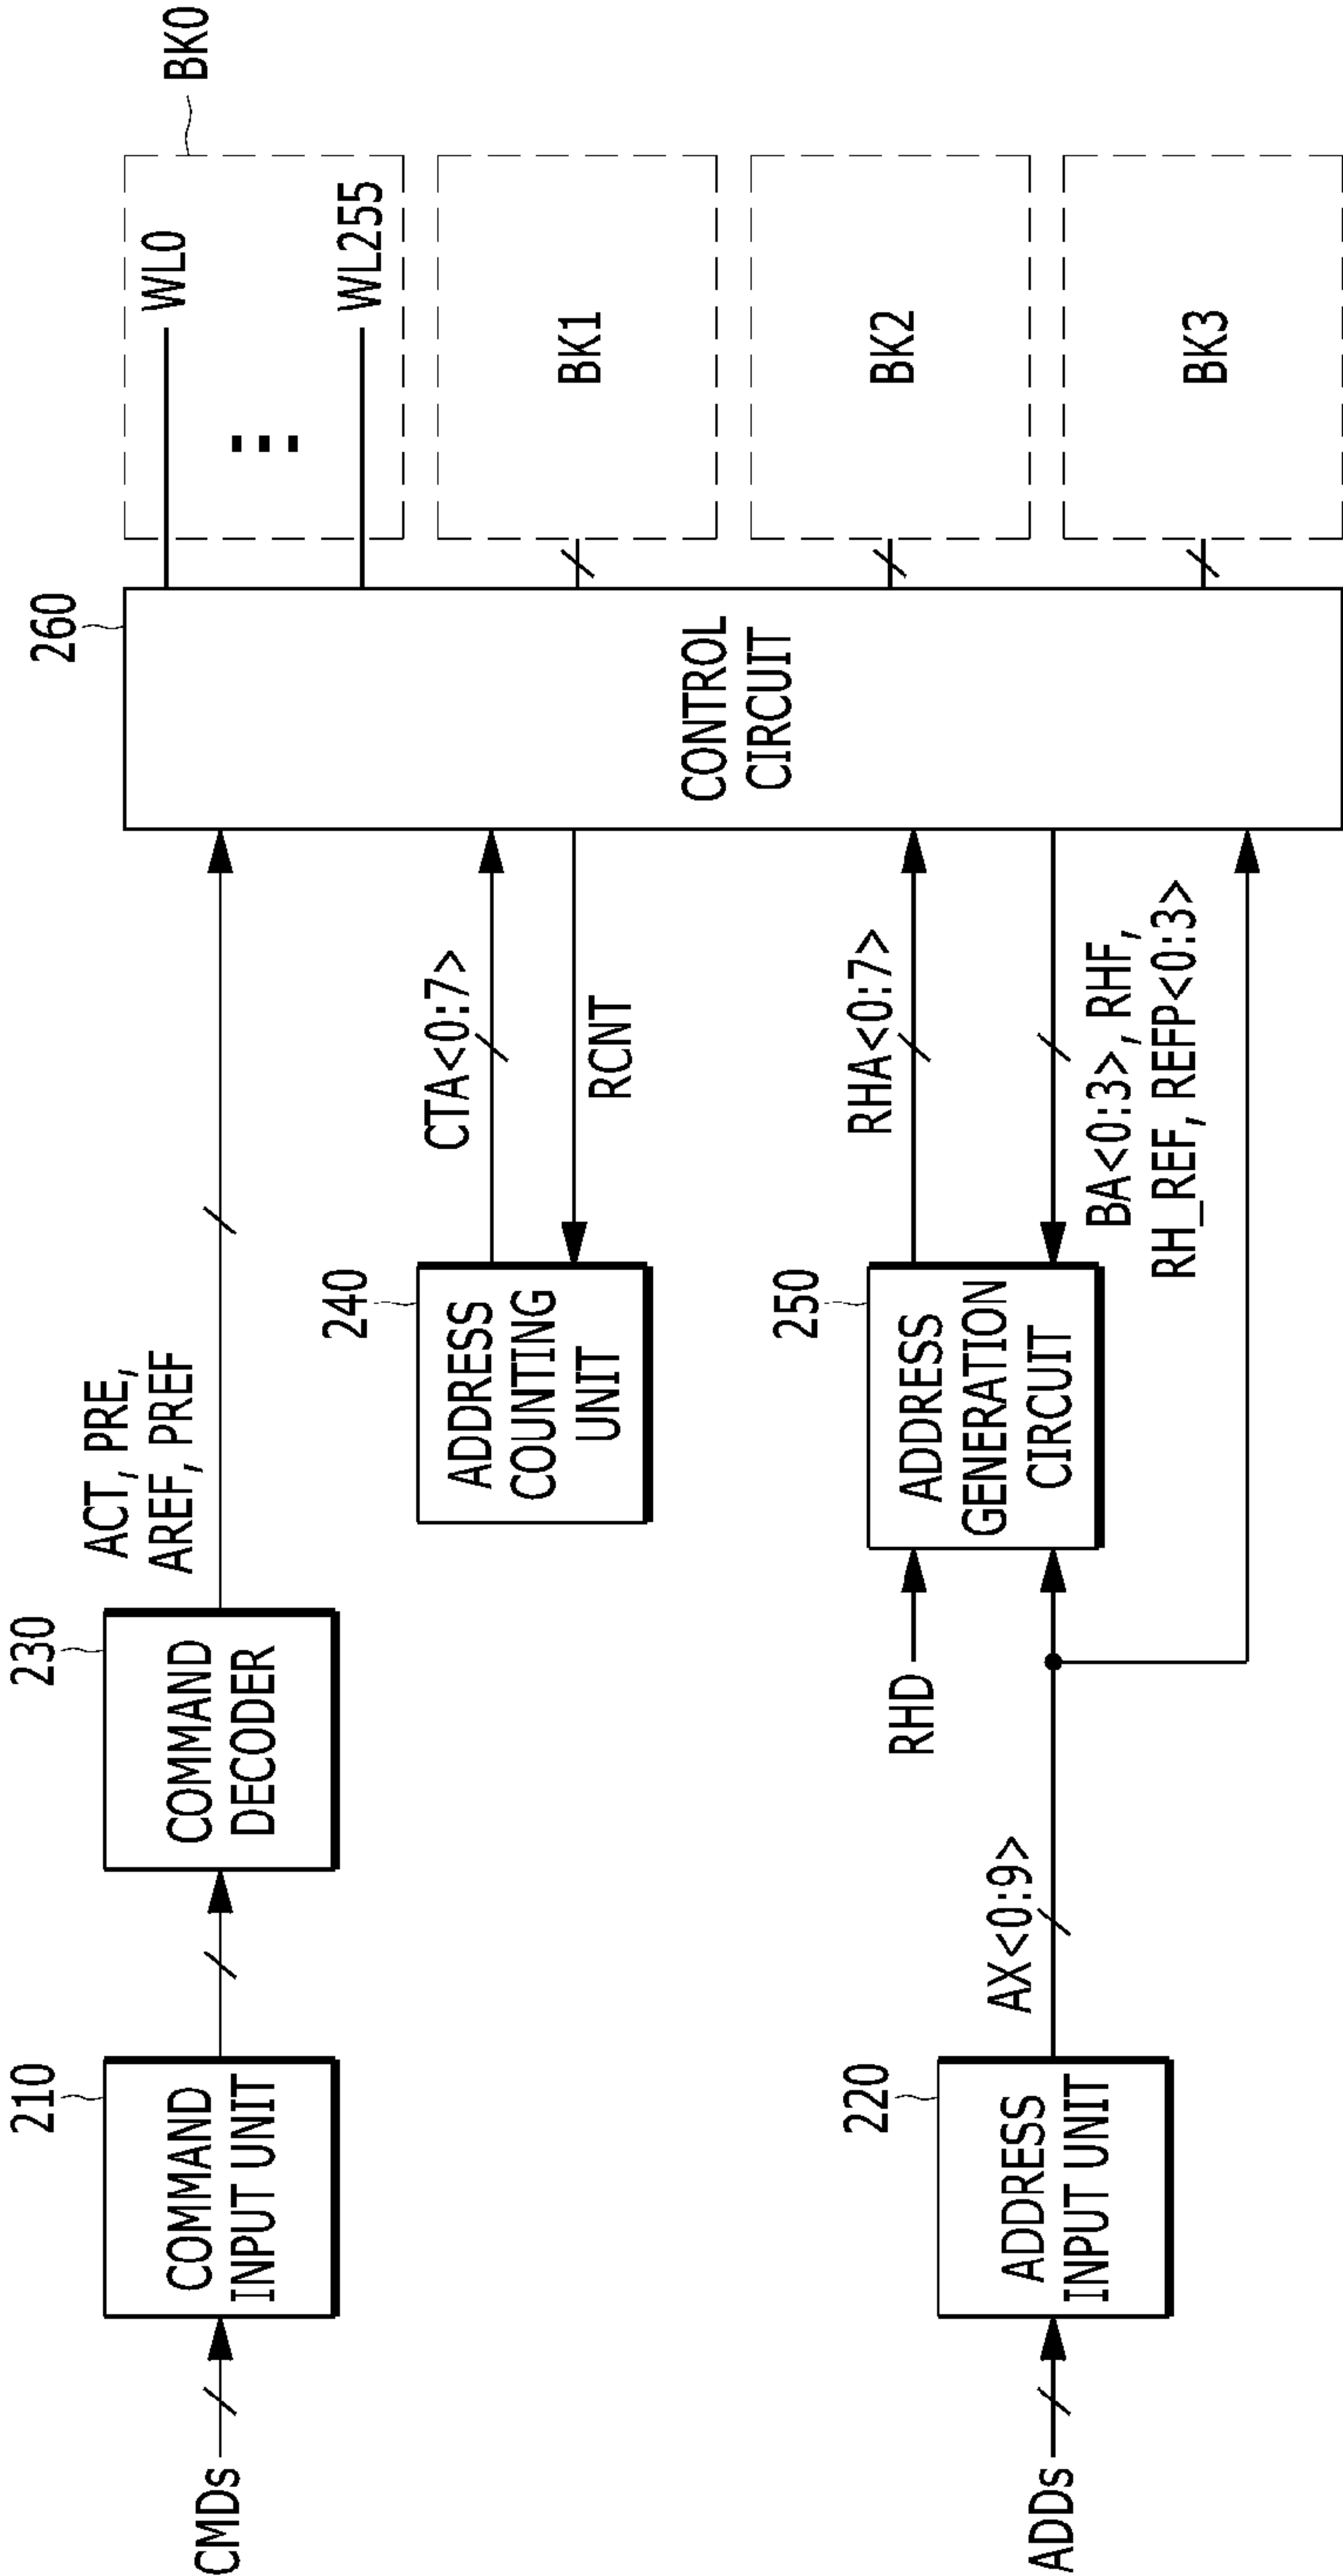 CMDs
210
COMMAND
INPUT UNIT
230
COMMAND
DECODER
ACT, PRE,
AREF, PREF
240
ADDRESS
COUNTING
UNIT
CTA<0:7>
RCNT
ADDs
220
ADDRESS
INPUT UNIT
AX<0:9>
RHD
250
ADDRESS
GENERATION
CIRCUIT
RHA<0:7>
BA<0:3>, RHF,
RH_REF, REFP<0:3>
260
CONTROL
CIRCUIT
WL0
WL255
BK0
BK1
BK2
BK3